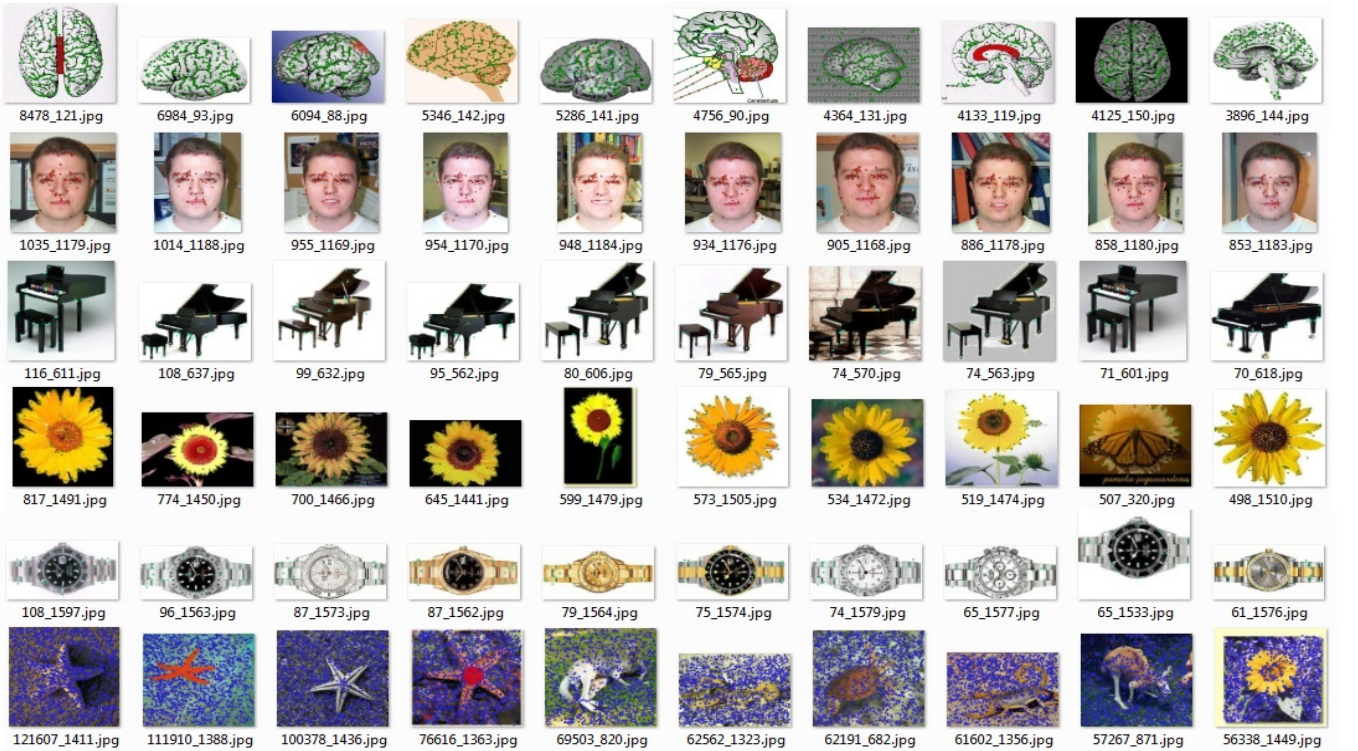 Cerebellum
8478_121.jpg 6984_93.jpg 6094_88.jpg 5346_142.jpg 5286_141.jpg 4756_90.jpg 4364_131.jpg 4133_119.jpg 4125_150.jpg 3896_144.jpg
1035_1179.jpg 1014_1188.jpg 955_1169.jpg 954_1170.jpg 948_1184.jpg 934_1176.jpg 905_1168.jpg 886_1178.jpg 858_1180.jpg 853_1183.jpg
116_611.jpg 108_637.jpg 99_632.jpg 95_562.jpg 80_606.jpg 79_565.jpg 74_570.jpg 74_563.jpg 71_601.jpg 70_618.jpg
817_1491.jpg 774_1450.jpg 700_1466.jpg 645_1441.jpg 599_1479.jpg 573_1505.jpg 534_1472.jpg 519_1474.jpg 507_320.jpg 498_1510.jpg
108_1597.jpg 96_1563.jpg 87_1573.jpg 87_1562.jpg 79_1564.jpg 75_1574.jpg 74_1579.jpg 65_1577.jpg 65_1533.jpg 61_1576.jpg
121607_1411.jpg 111910_1388.jpg 100378_1436.jpg 76616_1363.jpg 69503_820.jpg 62562_1323.jpg 62191_682.jpg 61602_1356.jpg 57267_871.jpg 56338_1449.jpg